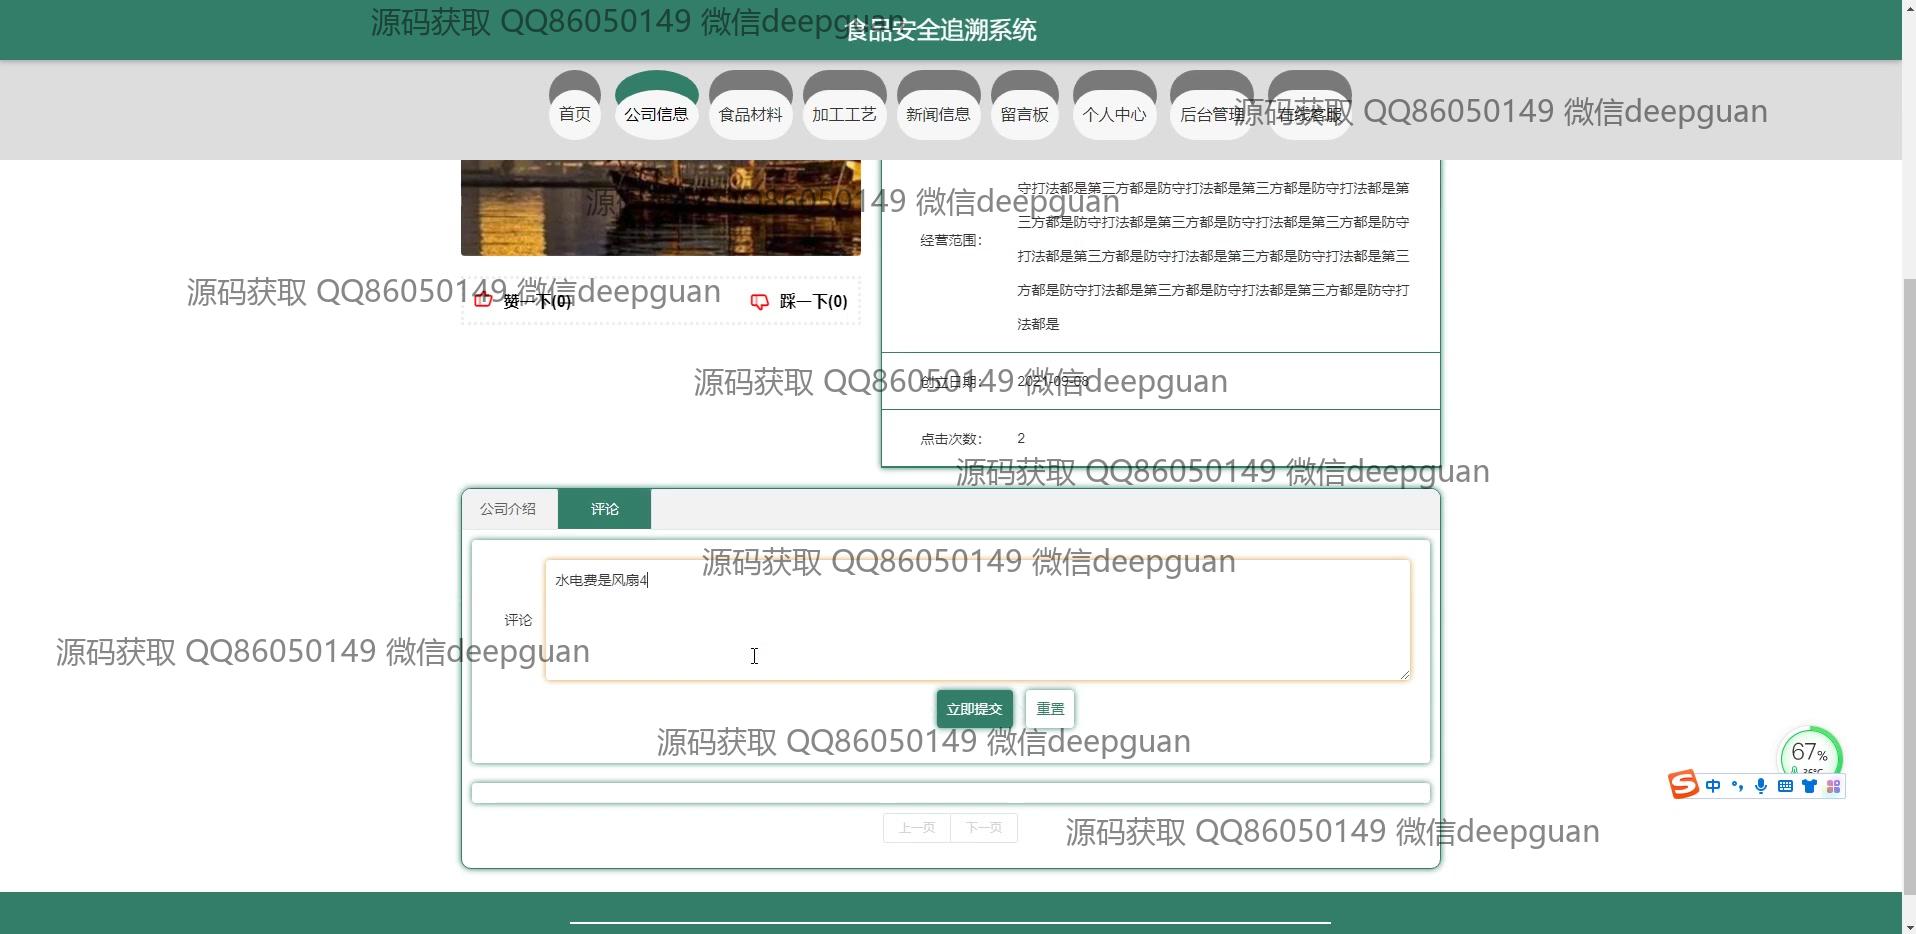 源码获取 QQ86050149 微信deepguan
食品安全追溯系统
首页
公司信息
食品材料
加工工艺
新闻信息
留言板
个人中心
后台管理
在线客服
源码获取 QQ86050149 微信deepguan
守打法都是第三方都是防守打法都是第三方都是防守打法都是第
源码获取 QQ86050149 微信deepguan
三方都是防守打法都是第三方都是防守打法都是第三方都是防守
经营范围：
打法都是第三方都是防守打法都是第三方都是防守打法都是第三
方都是防守打法都是第三方都是防守打法都是第三方都是防守打
法都是
源码获取 QQ86050149 微信deepguan
赞一下(0)
踩一下(0)
创立日期：
2021-09-08
源码获取 QQ86050149 微信deepguan
点击次数：
2
源码获取 QQ86050149 微信deepguan
公司介绍
评论
源码获取 QQ86050149 微信deepguan
水电费是风扇4
评论
源码获取 QQ86050149 微信deepguan
立即提交
重置
源码获取 QQ86050149 微信deepguan
67%
中
上一页
下一页
源码获取 QQ86050149 微信deepguan